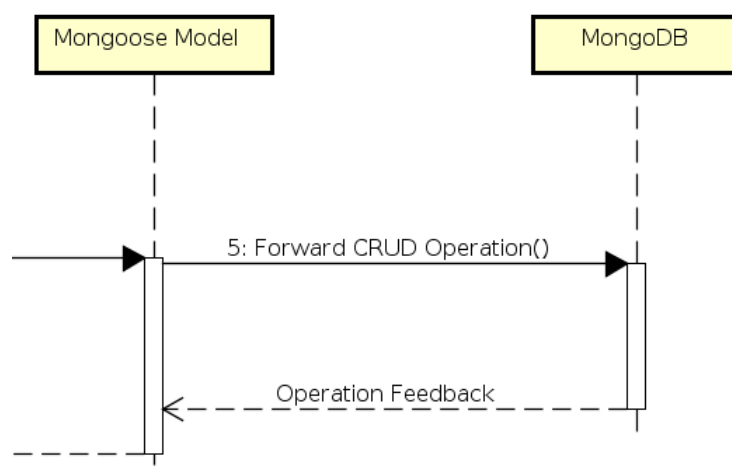 Mongoose Model
MongoDB
5: Forward CRUD Operation()
Operation Feedback